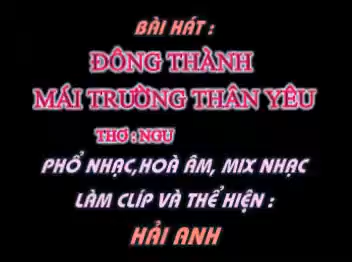 BÀI HÁT :
ĐÔNG THÀNH
MÁI TRƯỜNG THÂN YÊU
THƠ : NGU
PHỔ NHẠC,HOÀ ÂM, MIX NHẠC
LÀM CLÍP VÀ THỂ HIỆN :
HẢI ANH